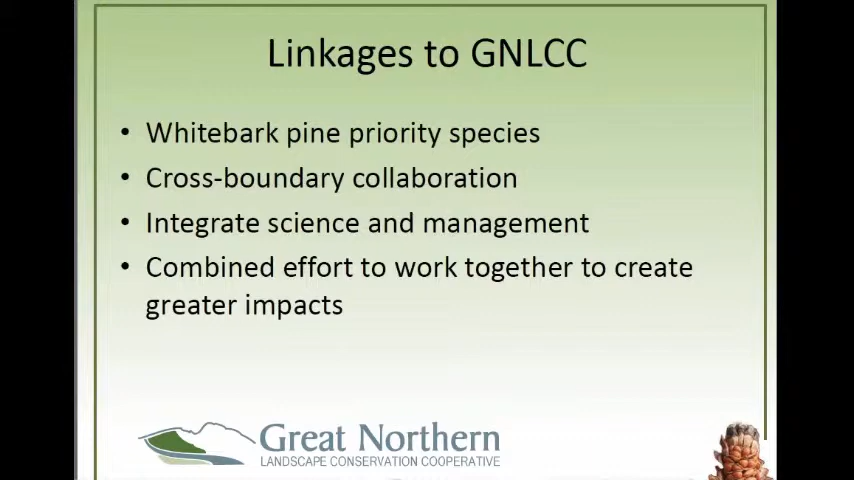 Linkages to GNLCC
• Whitebark pine priority species
• Cross-boundary collaboration
• Integrate science and management
• Combined effort to work together to create
greater impacts
Great Northern
LANDSCAPE CONSERVATION COOPERATIVE